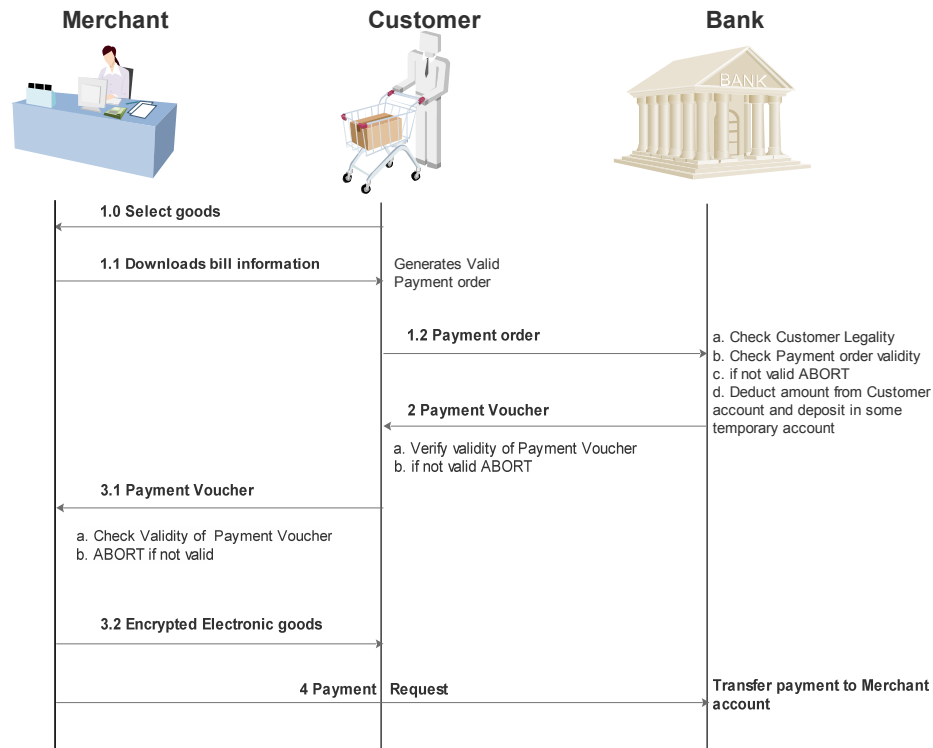 Merchant
Customer
Bank
BANK
1.0 Select goods
1.1 Downloads bill information
Generates Valid
Payment order
1.2 Payment order
a. Check Customer Legality
b. Check Payment order validity
c. if not valid ABORT
d. Deduct amount from Customer
account and deposit in some
temporary account
2 Payment Voucher
a. Verify validity of Payment Voucher
b. if not valid ABORT
3.1 Payment Voucher
a. Check Validity of Payment Voucher
b. ABORT if not valid
3.2 Encrypted Electronic goods
4 Payment Request
Transfer payment to Merchant
account